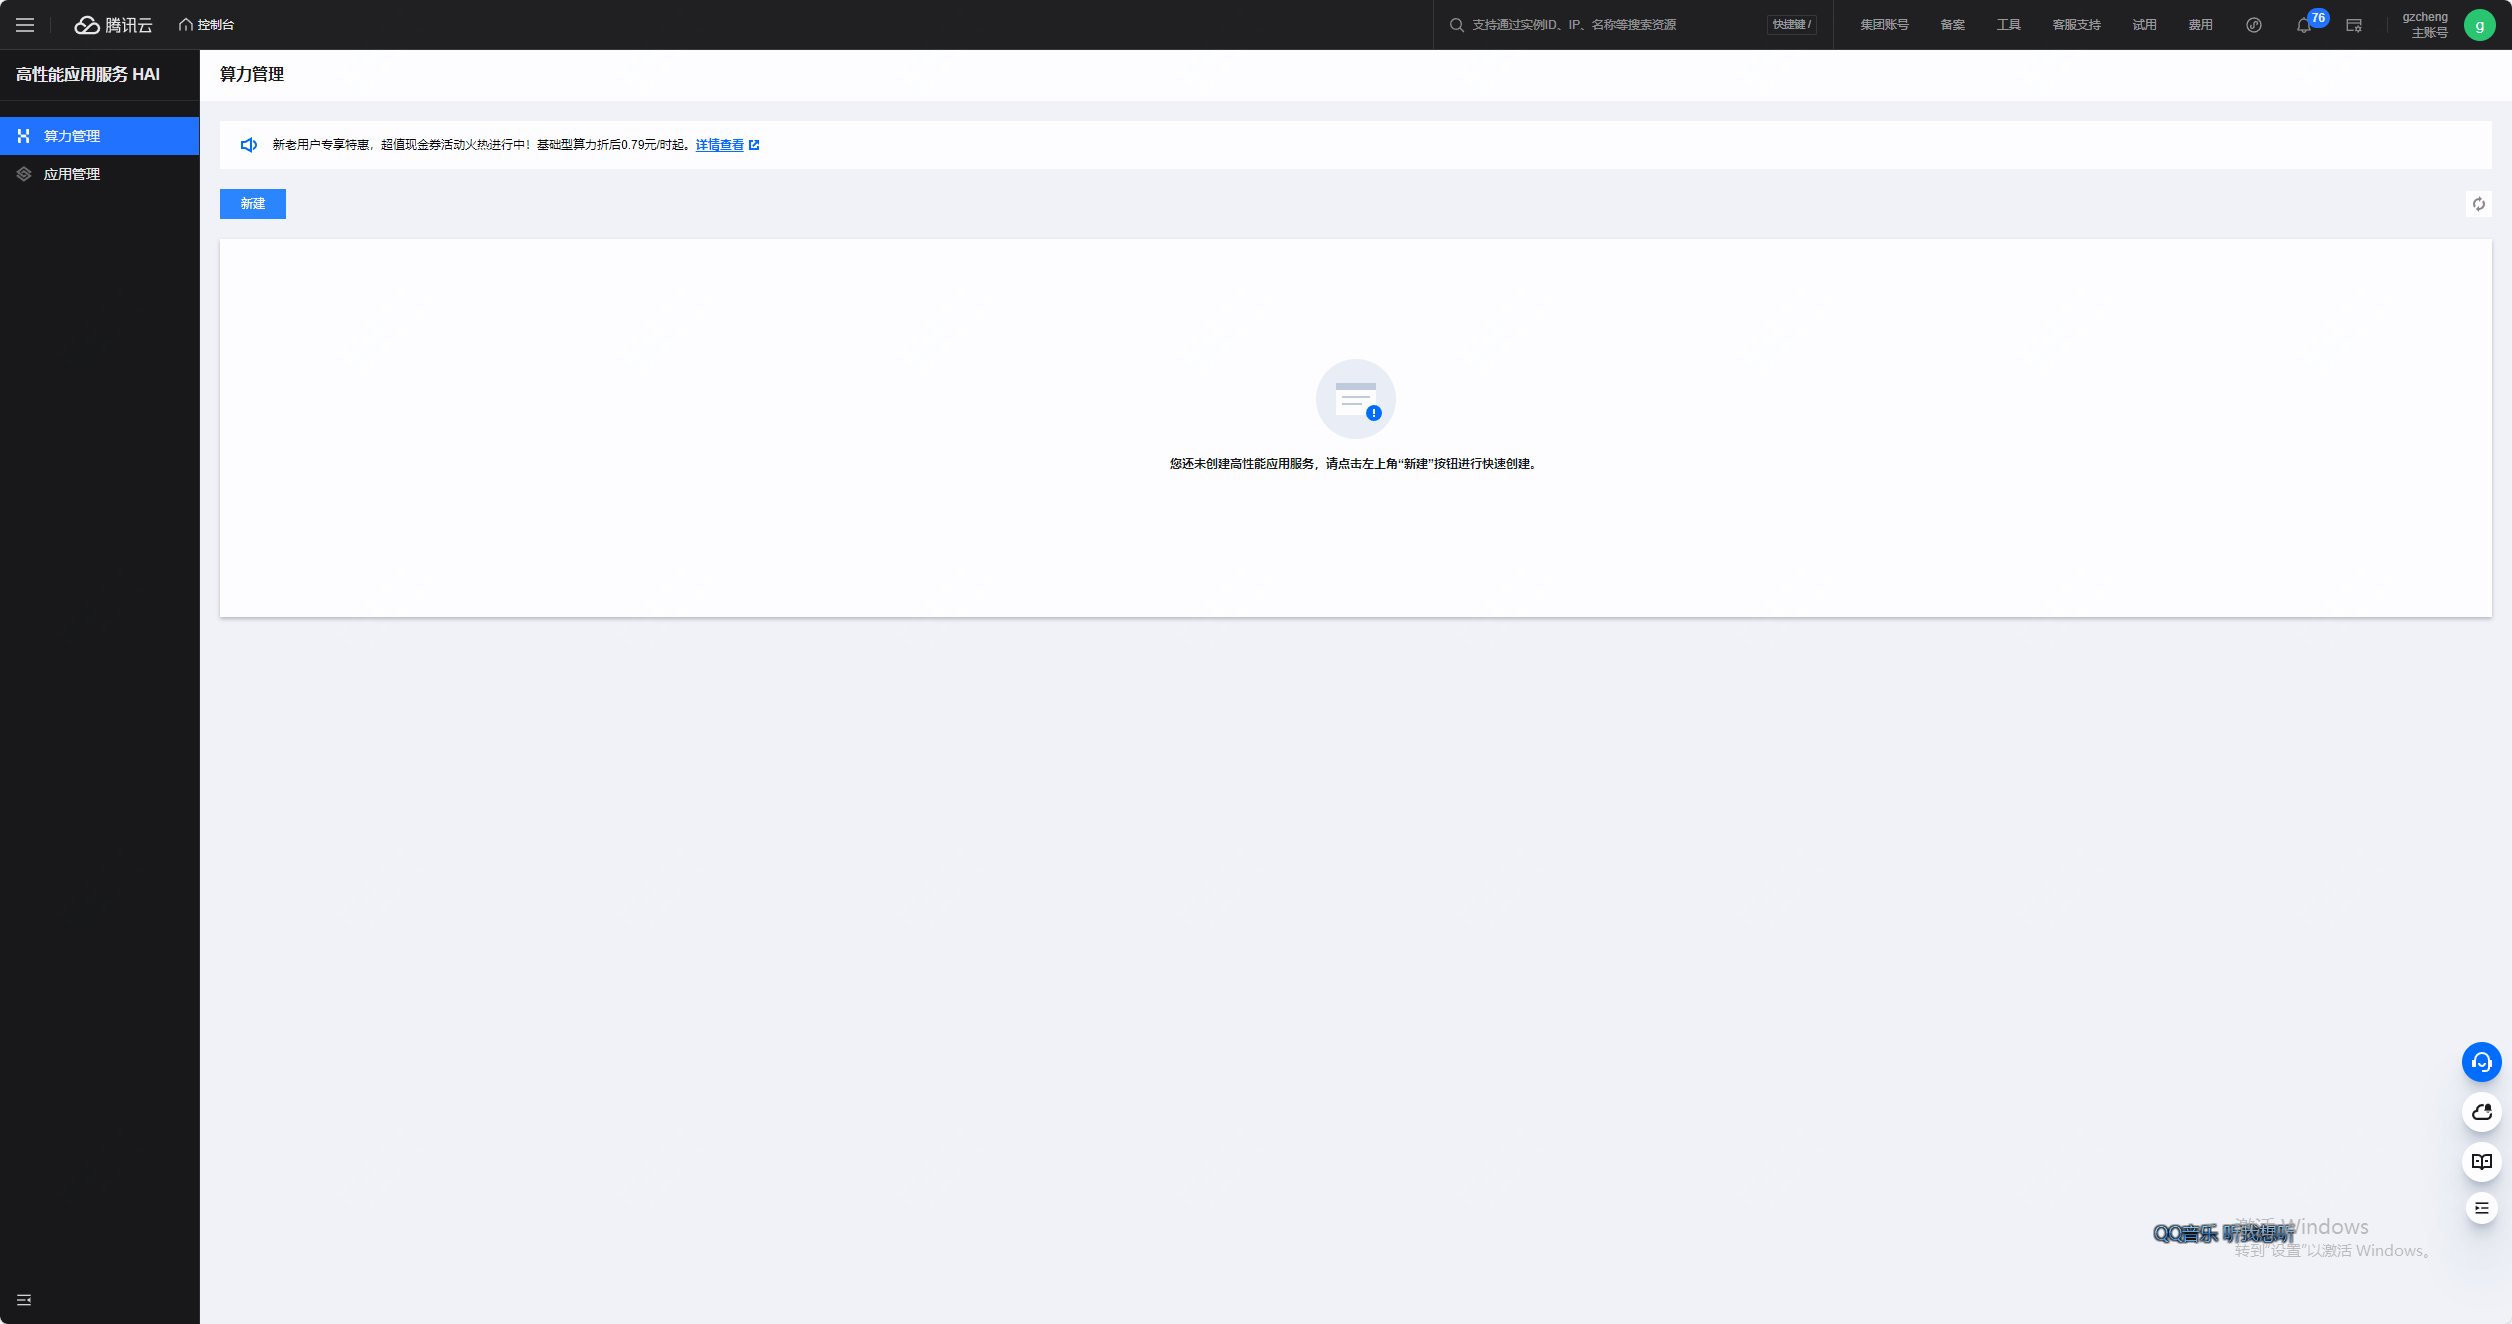 腾讯云
控制台
支持通过实例ID、IP、名称等搜索资源
快捷键 /
集团账号
备案
工具
客服支持
试用
费用
76
gzcheng
主账号
g
高性能应用服务 HAI
算力管理
应用管理
算力管理
新老用户专享特惠，超值现金券活动火热进行中！基础型算力折后0.79元/时起。详情查看
新建
您还未创建高性能应用服务，请点击左上角“新建”按钮进行快速创建。
激活 Windows
QQ音乐 听我想听
转到“设置”以激活 Windows。